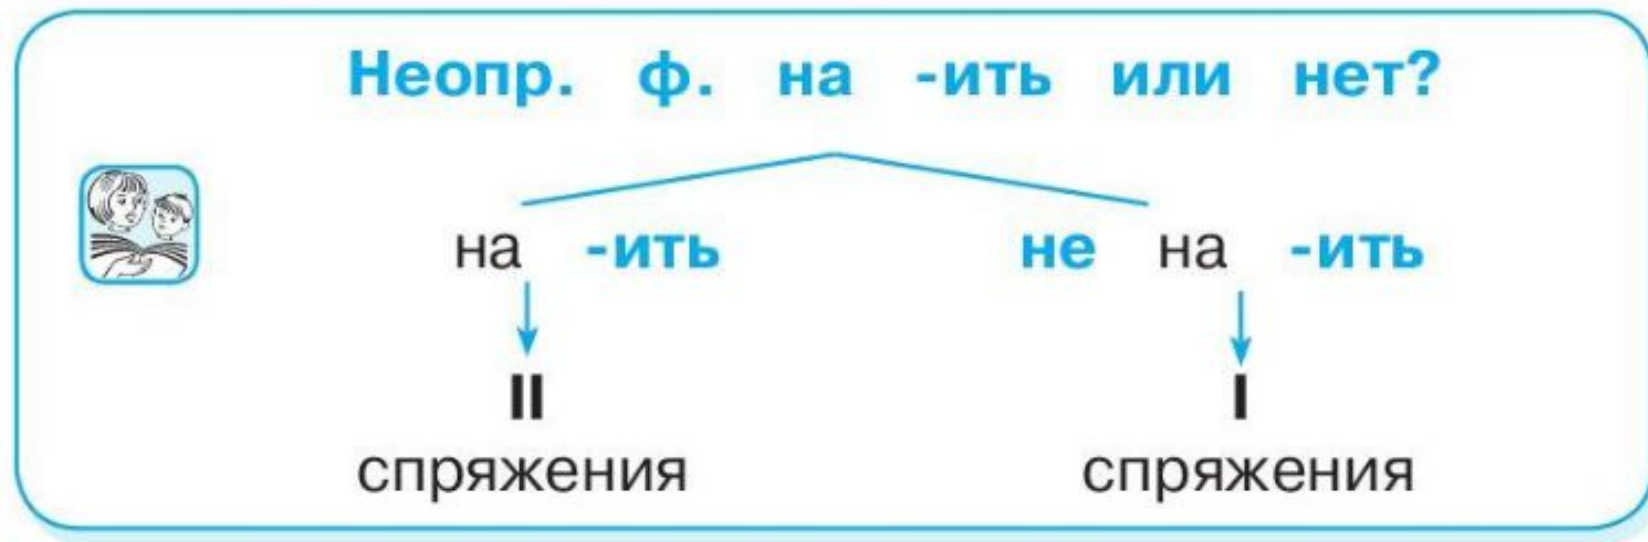 Неопр. ф. на -ить или нет?
на -ить не на -ить
II I
спряжения спряжения